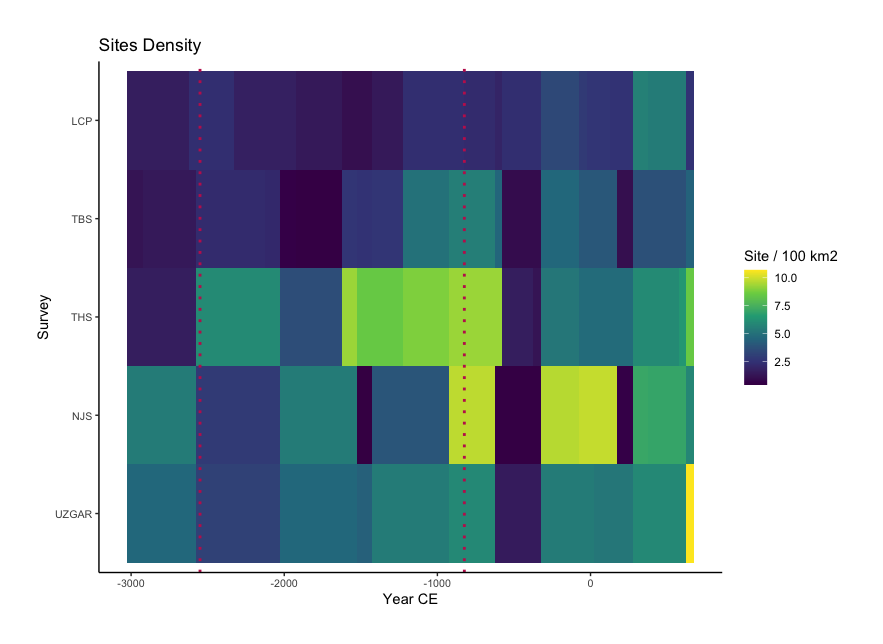 Sites Density
LCP
TBS
THS
NJS
UZGAR
Survey
-3000
-2000
-1000
0
Year CE
Site / 100 km2
10.0
7.5
5.0
2.5